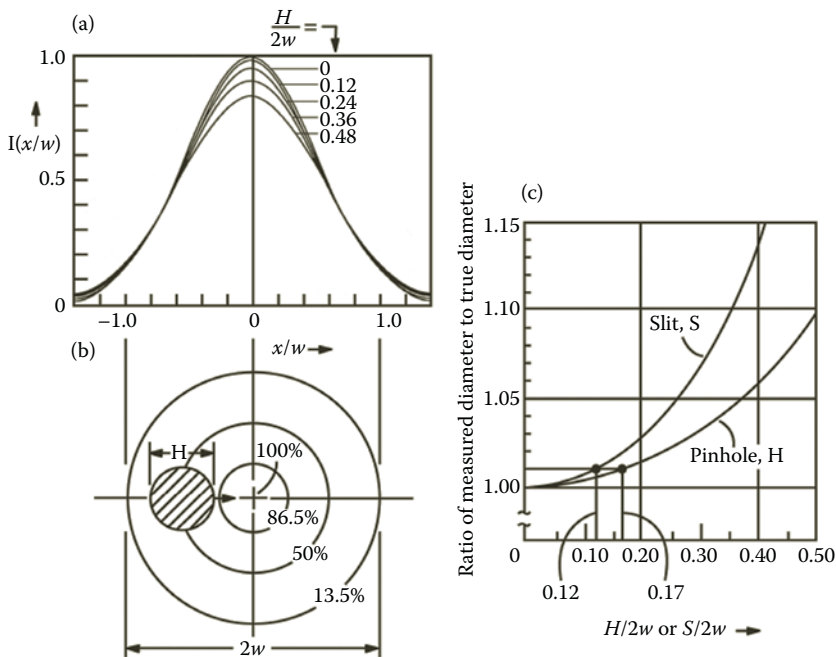 (a)
H
2w
=
1.0
0
0.12
0.24
0.36
0.48
I(x/w)
0.5
0
−1.0
0
1.0
x/w
(b)
H
100%
86.5%
50%
13.5%
2w
(c)
Ratio of measured diameter to true diameter
1.15
1.10
1.05
1.00
Slit, S
Pinhole, H
0
0.10
0.20
0.30
0.40
0.50
0.12
0.17
H/2w or S/2w